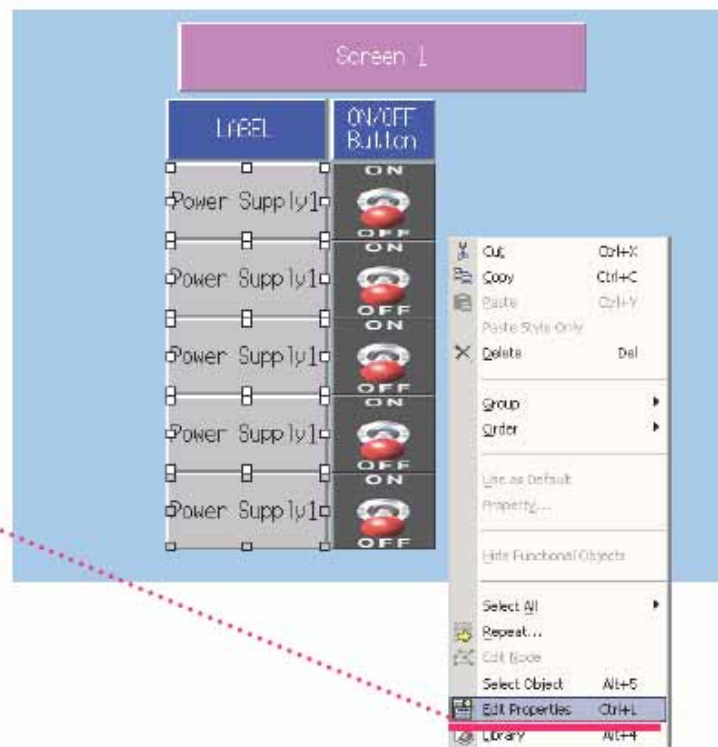 Screen 1
LABEL
ON/OFF
Button
Power Supply1
ON
OFF
Power Supply1
ON
OFF
Power Supply1
ON
OFF
Power Supply1
ON
OFF
Power Supply1
ON
OFF
Cut Ctrl+X
Copy Ctrl+C
Paste Ctrl+V
Paste Style Only
Delete Del
Group
Order
Use as Default
Property...
Hide Functional Objects
Select All
Repeat...
Edit Node
Select Object Alt+5
Edit Properties Ctrl+L
Library Alt+4